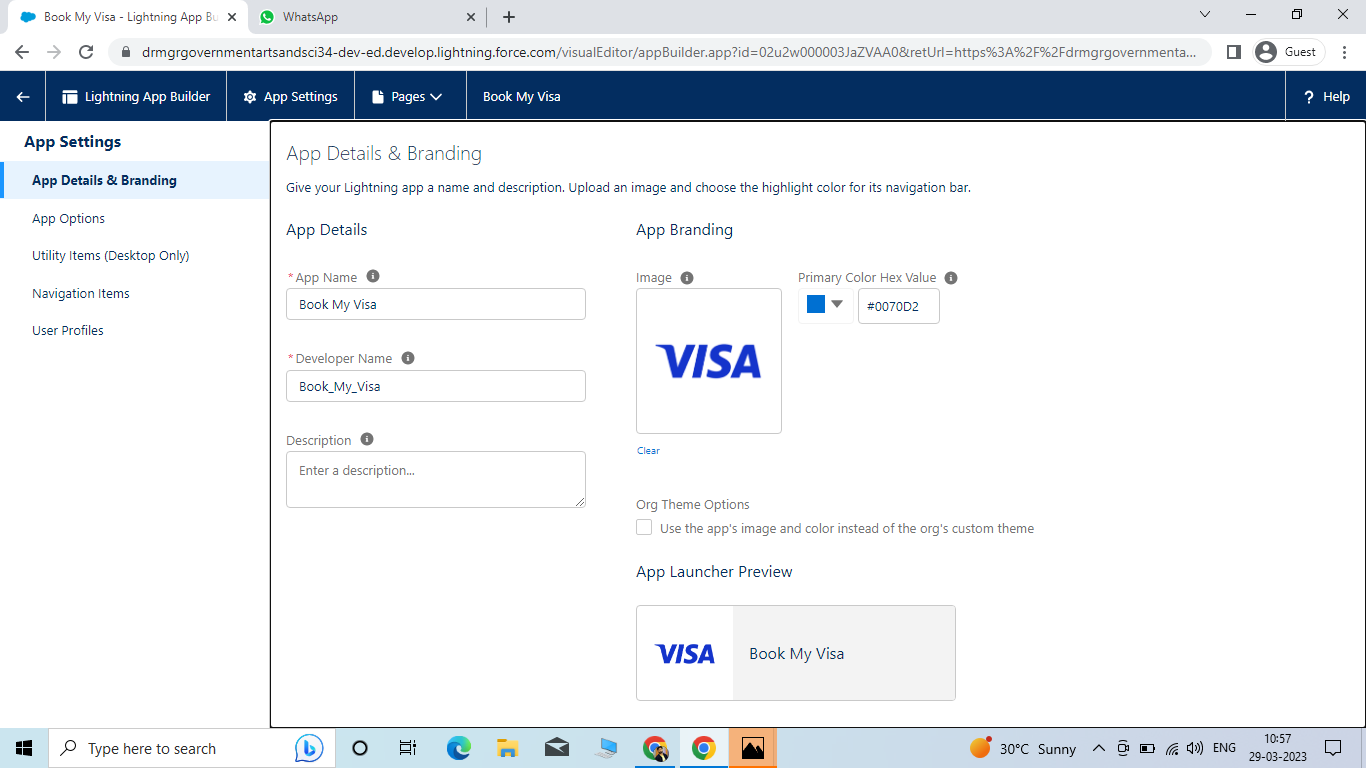 Book My Visa - Lightning App Bu
WhatsApp
drmgrgovernmentartsandsci34-dev-ed.develop.lightning.force.com/visualEditor/appBuilder.app?id=02u2w000003JaZVAA0&retUrl=https%3A%2F%2Fdrmgrgovernmenta...
Guest
Lightning App Builder
App Settings
Pages
Book My Visa
? Help
App Settings
App Details & Branding
App Options
Utility Items (Desktop Only)
Navigation Items
User Profiles
App Details & Branding
Give your Lightning app a name and description. Upload an image and choose the highlight color for its navigation bar.
App Details
*App Name
Book My Visa
*Developer Name
Book_My_Visa
Description
Enter a description...
App Branding
Image
VISA
Clear
Primary Color Hex Value
#0070D2
Org Theme Options
Use the app's image and color instead of the org's custom theme
App Launcher Preview
VISA
Book My Visa
Type here to search
30°C Sunny
ENG
10:57
29-03-2023